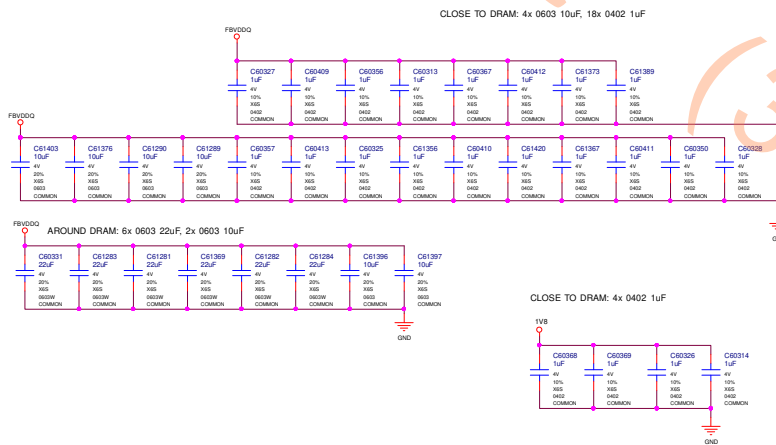 CLOSE TO DRAM: 4x 0603 10uF, 18x 0402 1uF
FBVDDQ
C60327 C60409 C60356 C60313 C60367 C60412 C61373 C61389
1uF 1uF 1uF 1uF 1uF 1uF 1uF 1uF
4V 4V 4V 4V 4V 4V 4V 4V
10% 10% 10% 10% 10% 10% 10% 10%
X6S X6S X6S X6S X6S X6S X6S X6S
0402 0402 0402 0402 0402 0402 0402 0402
COMMON COMMON COMMON COMMON COMMON COMMON COMMON COMMON
FBVDDQ
C61403 C61376 C61290 C61289 C60357 C60413 C60325 C61356 C60410 C61420 C61367 C60411 C60350 C60328
10uF 10uF 10uF 10uF 1uF 1uF 1uF 1uF 1uF 1uF 1uF 1uF 1uF 1uF
4V 4V 4V 4V 4V 4V 4V 4V 4V 4V 4V 4V 4V 4V
20% 20% 20% 20% 10% 10% 10% 10% 10% 10% 10% 10% 10% 10%
X6S X6S X6S X6S X6S X6S X6S X6S X6S X6S X6S X6S X6S X6S
0603 0603 0603 0603 0402 0402 0402 0402 0402 0402 0402 0402 0402 0402
COMMON COMMON COMMON COMMON COMMON COMMON COMMON COMMON COMMON COMMON COMMON COMMON COMMON COMMON
FBVDDQ
AROUND DRAM: 6x 0603 22uF, 2x 0603 10uF
C60331 C61283 C61281 C61369 C61282 C61284 C61396 C61397
22uF 22uF 22uF 22uF 22uF 22uF 10uF 10uF
4V 4V 4V 4V 4V 4V 4V 4V
20% 20% 20% 20% 20% 20% 20% 20%
X6S X6S X6S X6S X6S X6S X6S X6S
0603W 0603W 0603W 0603W 0603W 0603W 0603 0603
COMMON COMMON COMMON COMMON COMMON COMMON COMMON COMMON
GND
CLOSE TO DRAM: 4x 0402 1uF
1V8
C60368 C60369 C60326 C60314
1uF 1uF 1uF 1uF
4V 4V 4V 4V
10% 10% 10% 10%
X6S X6S X6S X6S
0402 0402 0402 0402
COMMON COMMON COMMON COMMON
GND